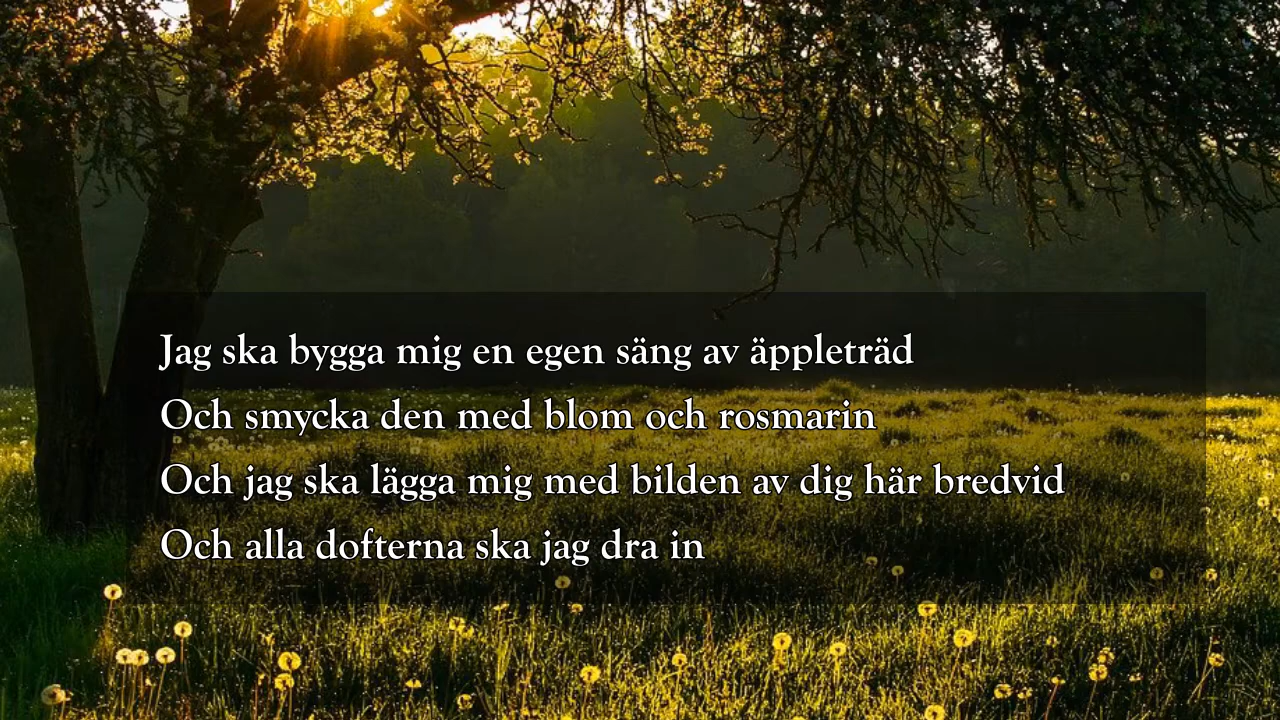 Jag ska bygga mig en egen säng av äppleträd
Och smycka den med blom och rosmarin
Och jag ska lägga mig med bilden av dig här bredvid
Och alla dofterna ska jag dra in